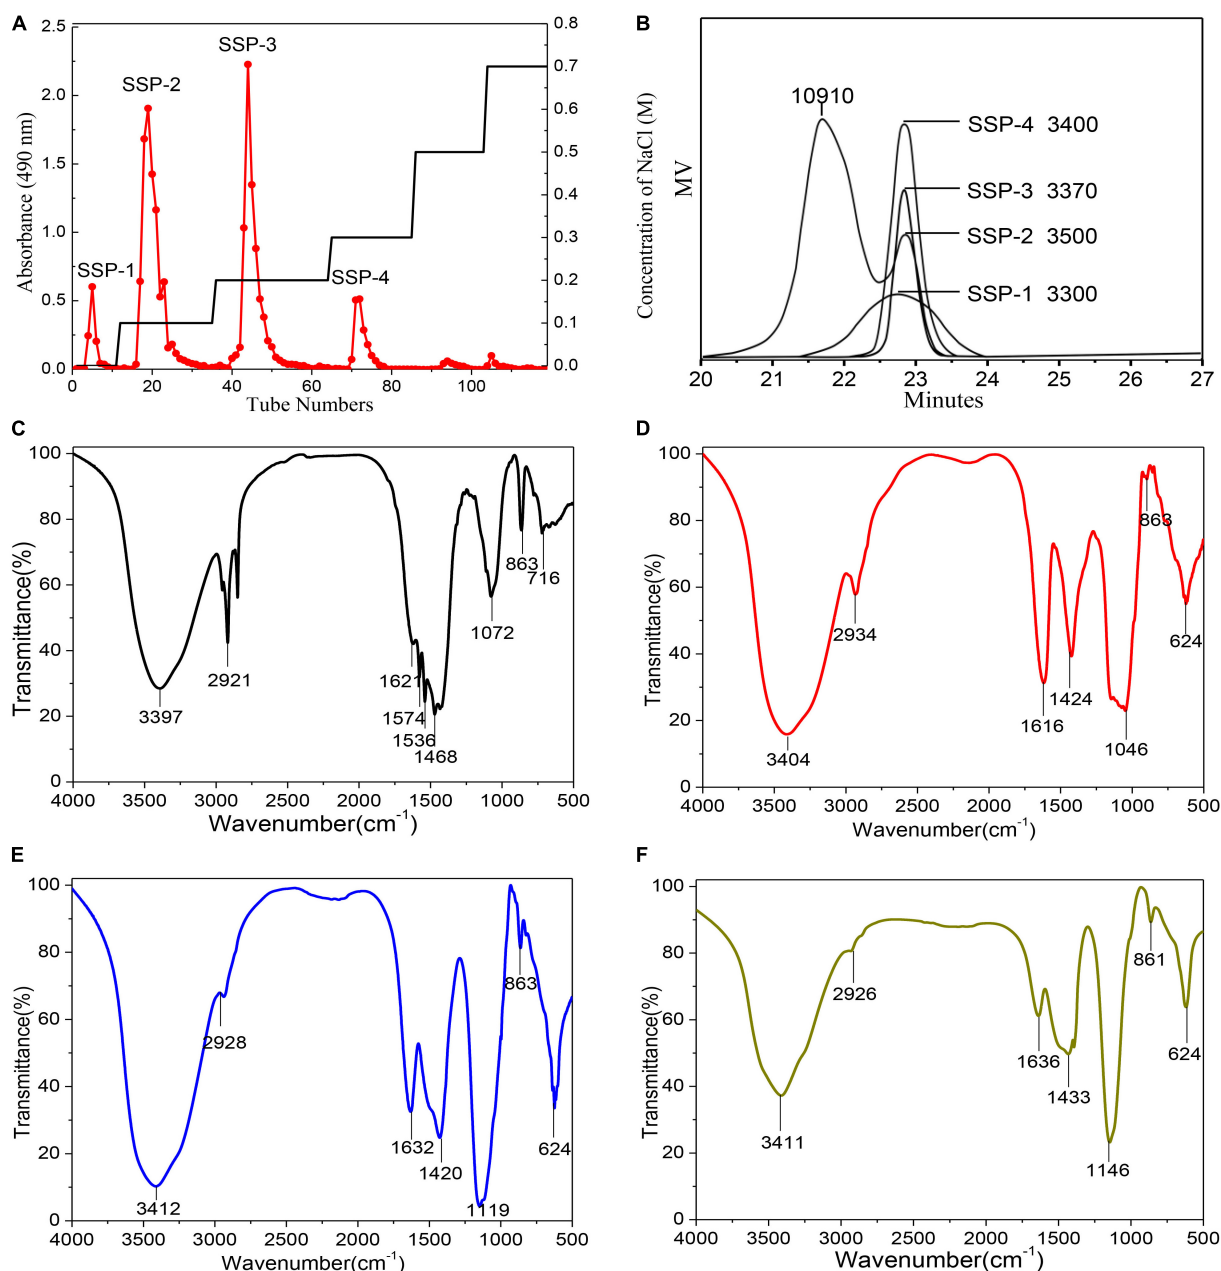 A
2.5
2.0
1.5
1.0
0.5
0.0
Absorbance (490 nm)
SSP-1
SSP-2
SSP-3
SSP-4
0.8
0.7
0.6
0.5
0.4
0.3
0.2
0.1
0.0
Concentration of NaCl (M)
0 20 40 60 80 100
Tube Numbers
B
MV
10910
SSP-4 3400
SSP-3 3370
SSP-2 3500
SSP-1 3300
20 21 22 23 24 25 26 27
Minutes
C
100
80
60
40
20
0
Transmittance(%)
3397
2921
1621
1574
1536
1468
1072
863
716
4000 3500 3000 2500 2000 1500 1000 500
Wavenumber(cm⁻¹)
D
100
80
60
40
20
0
Transmittance(%)
3404
2934
1616
1424
1046
863
624
4000 3500 3000 2500 2000 1500 1000 500
Wavenumber(cm⁻¹)
E
100
80
60
40
20
0
Transmittance(%)
3412
2928
1632
1420
1119
863
624
4000 3500 3000 2500 2000 1500 1000 500
Wavenumber(cm⁻¹)
F
100
80
60
40
20
0
Transmittance(%)
3411
2926
1636
1433
1146
861
624
4000 3500 3000 2500 2000 1500 1000 500
Wavenumber(cm⁻¹)